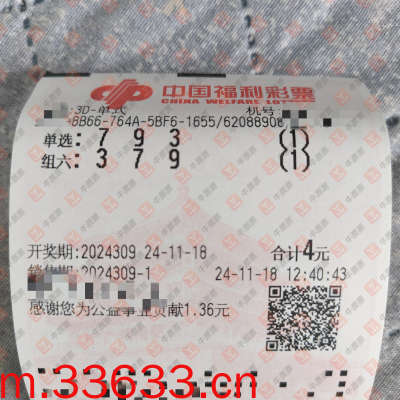 中国福利彩票
CHINA WELFARE LOT
3D-单式 机号
6B66-764A-5BF6-1655/6208890
单选: 7 9 3 (1)
组六: 3 7 9 (1)
开奖期:2024309 24-11-18 合计4元
销售期:2024309-1 24-11-18 12:40:43
感谢您为公益事业贡献1.36元
m.33633.cn